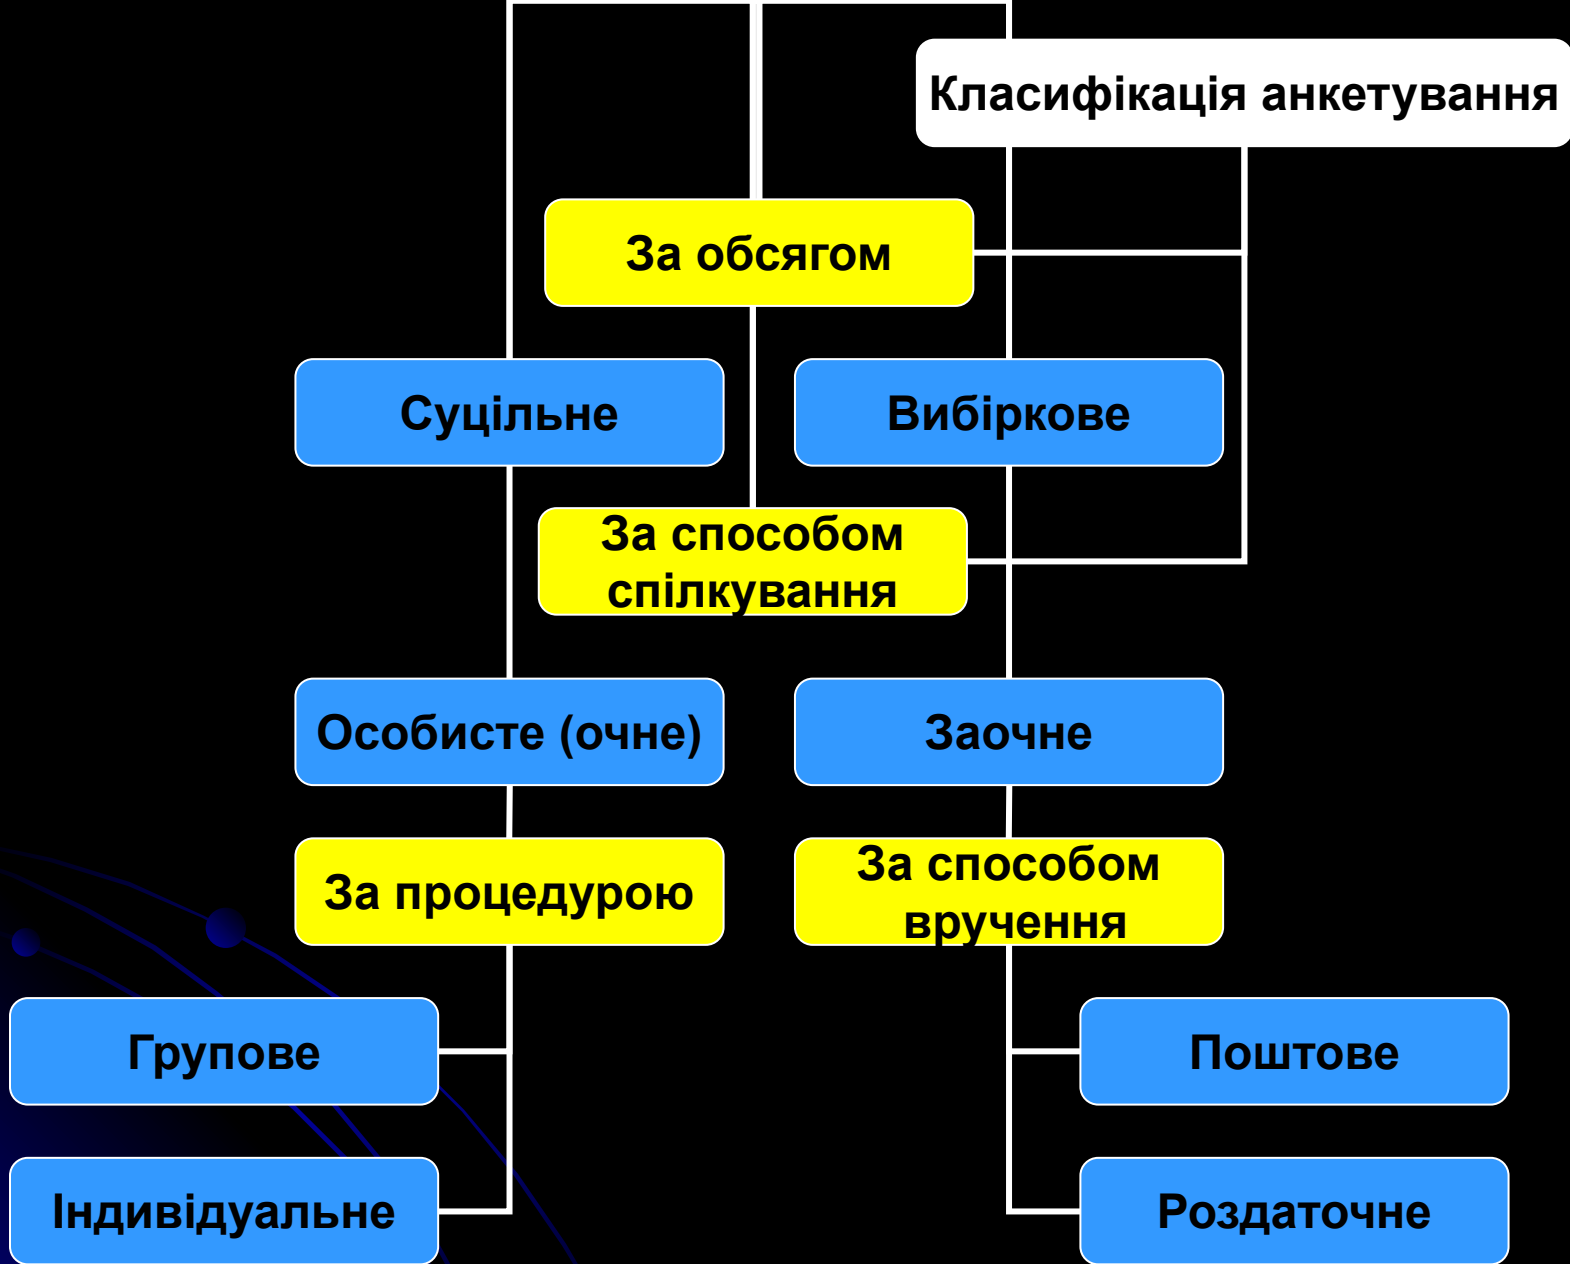 Класифікація анкетування
За обсягом
Суцільне
Вибіркове
За способом
спілкування
Особисте (очне)
Заочне
За процедурою
За способом
вручення
Групове
Поштове
Індивідуальне
Роздаточне